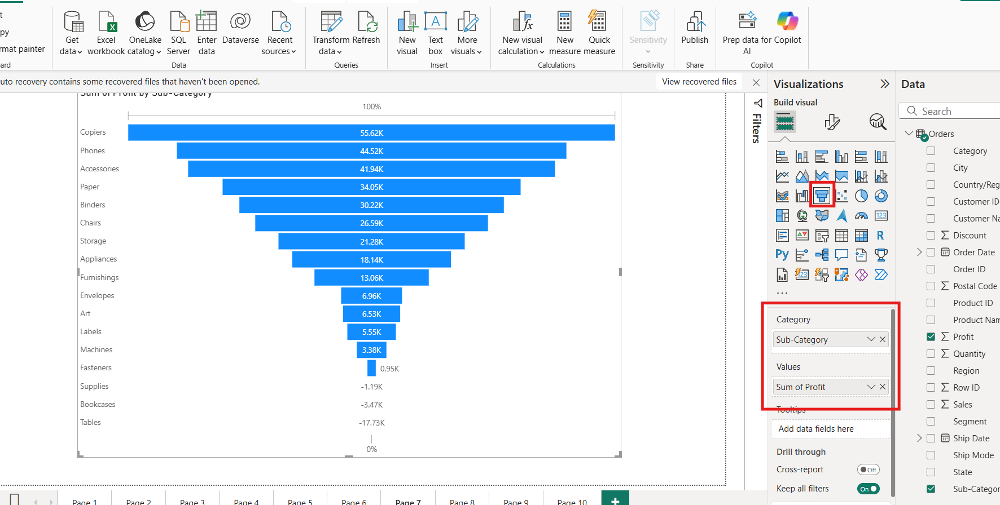 t
py
rmat painter
ard
Get
data
Excel
workbook
OneLake
catalog
SQL
Server
Enter
data
Dataverse
Recent
sources
Data
Transform
data
Refresh
Queries
New
visual
Text
box
More
visuals
Insert
New visual
calculation
New
measure
Quick
measure
Calculations
Sensitivity
Sensitivity
Publish
Share
Prep data for
AI
Copilot
Copilot
uto recovery contains some recovered files that haven't been opened.
View recovered files
Sum of Profit by Sub-Category
100%
Copiers 55.62K
Phones 44.52K
Accessories 41.94K
Paper 34.05K
Binders 30.22K
Chairs 26.59K
Storage 21.28K
Appliances 18.14K
Furnishings 13.06K
Envelopes 6.96K
Art 6.53K
Labels 5.55K
Machines 3.38K
Fasteners 0.95K
Supplies -1.19K
Bookcases -3.47K
Tables -17.73K
0%
Filters
Visualizations
Build visual
123
R
Py
123
...
Category
Sub-Category
Values
Sum of Profit
Tooltips
Add data fields here
Drill through
Cross-report
Off
Keep all filters
On
Data
Search
Orders
Category
City
Country/Reg
Customer ID
Customer Na
Discount
Order Date
Order ID
Postal Code
Product ID
Product Nam
Profit
Quantity
Region
Row ID
Sales
Segment
Ship Date
Ship Mode
State
Sub-Categor
Page 1
Page 2
Page 3
Page 4
Page 5
Page 6
Page 7
Page 8
Page 9
Page 10